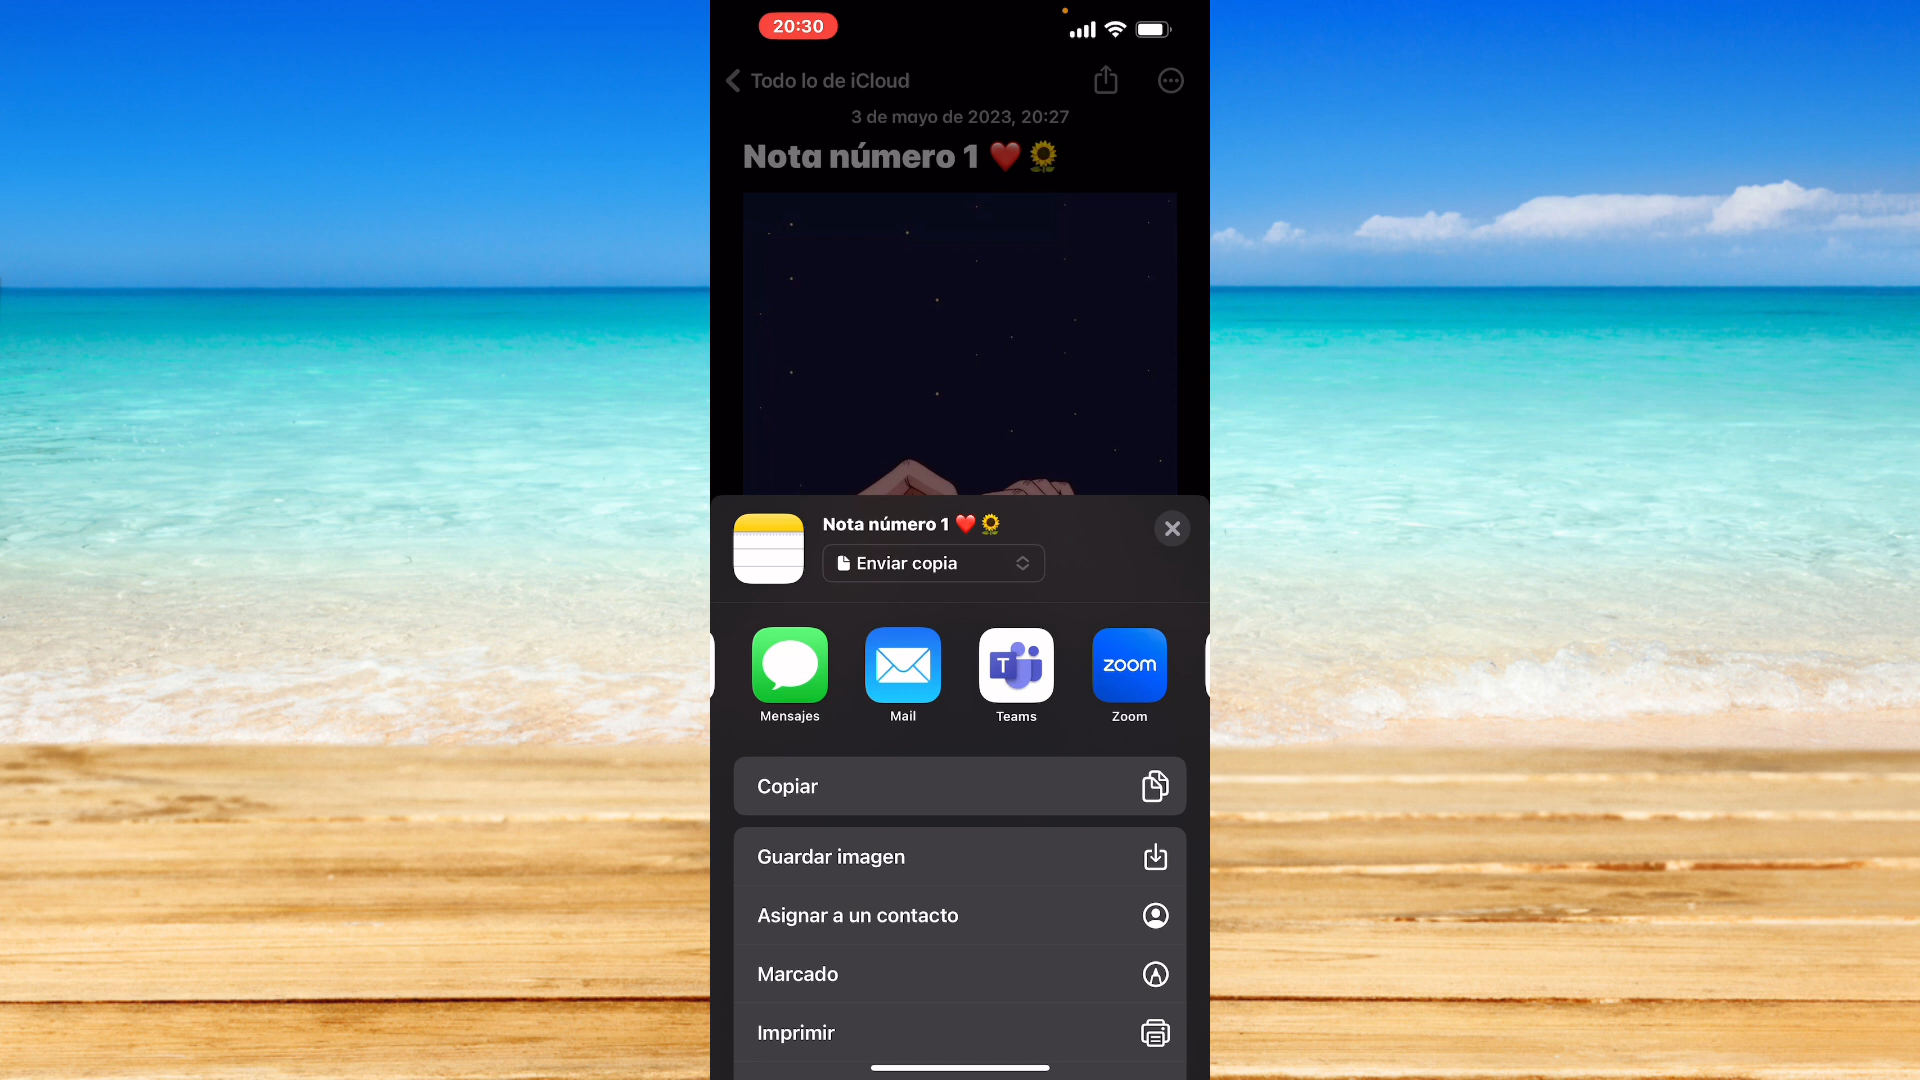 20:30
Todo lo de iCloud
3 de mayo de 2023, 20:27
Nota número 1 ❤️🌻
Nota número 1 ❤️🌻
Enviar copia
T
zoom
Mensajes
Mail
Teams
Zoom
Copiar
Guardar imagen
Asignar a un contacto
Marcado
Imprimir